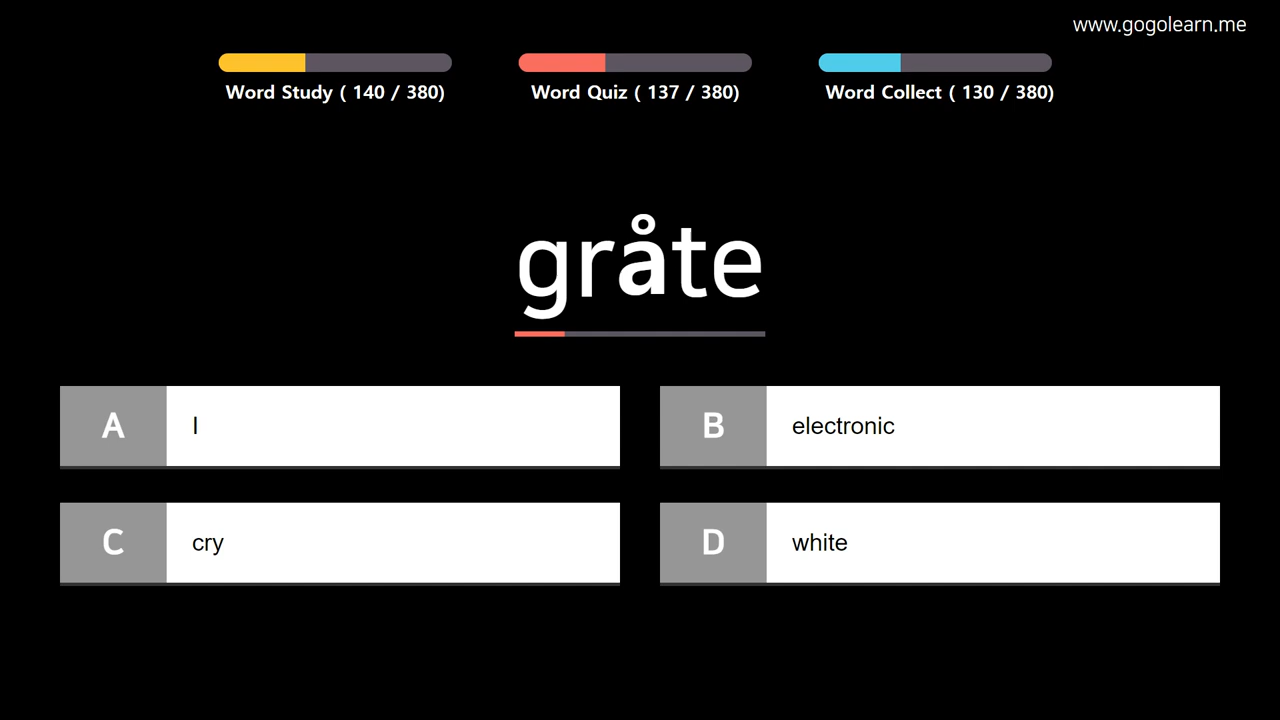 www.gogolearn.me
Word Study ( 140 / 380)
Word Quiz ( 137 / 380)
Word Collect ( 130 / 380)
gråte
A
I
B
electronic
C
cry
D
white